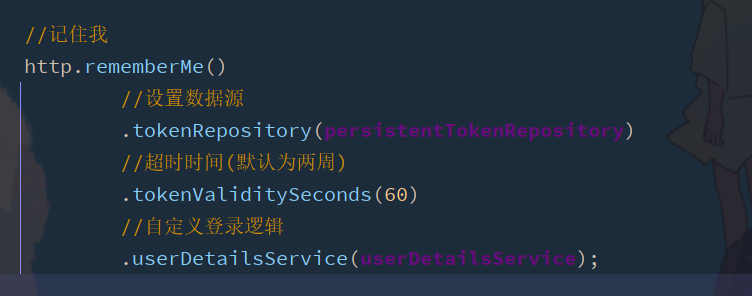 //记住我
http.rememberMe()
//设置数据源
.tokenRepository(persistentTokenRepository)
//超时时间(默认为两周)
.tokenValiditySeconds(60)
//自定义登录逻辑
.userDetailsService(userDetailsService);